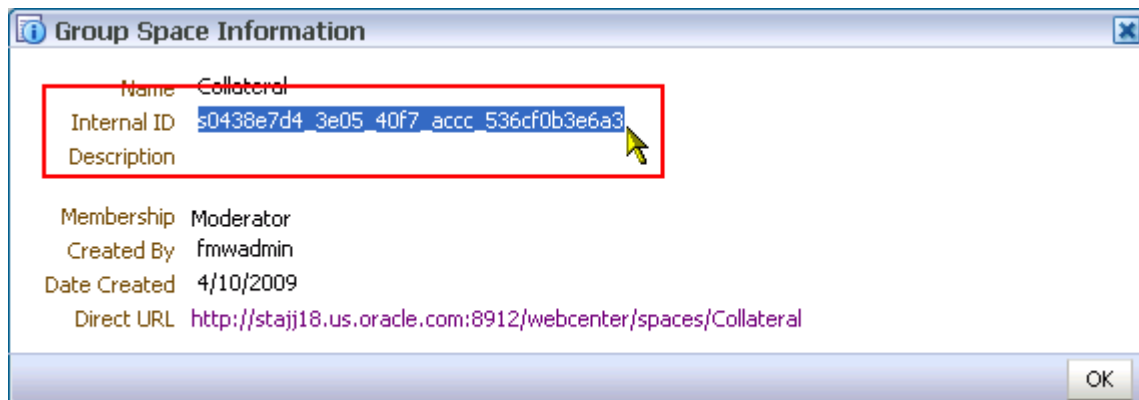 Group Space Information
Name Collateral
Internal ID s0438e7d4_3e05_40f7_accc_536cf0b3e6a3
Description
Membership Moderator
Created By fmwadmin
Date Created 4/10/2009
Direct URL http://stajj18.us.oracle.com:8912/webcenter/spaces/Collateral
OK